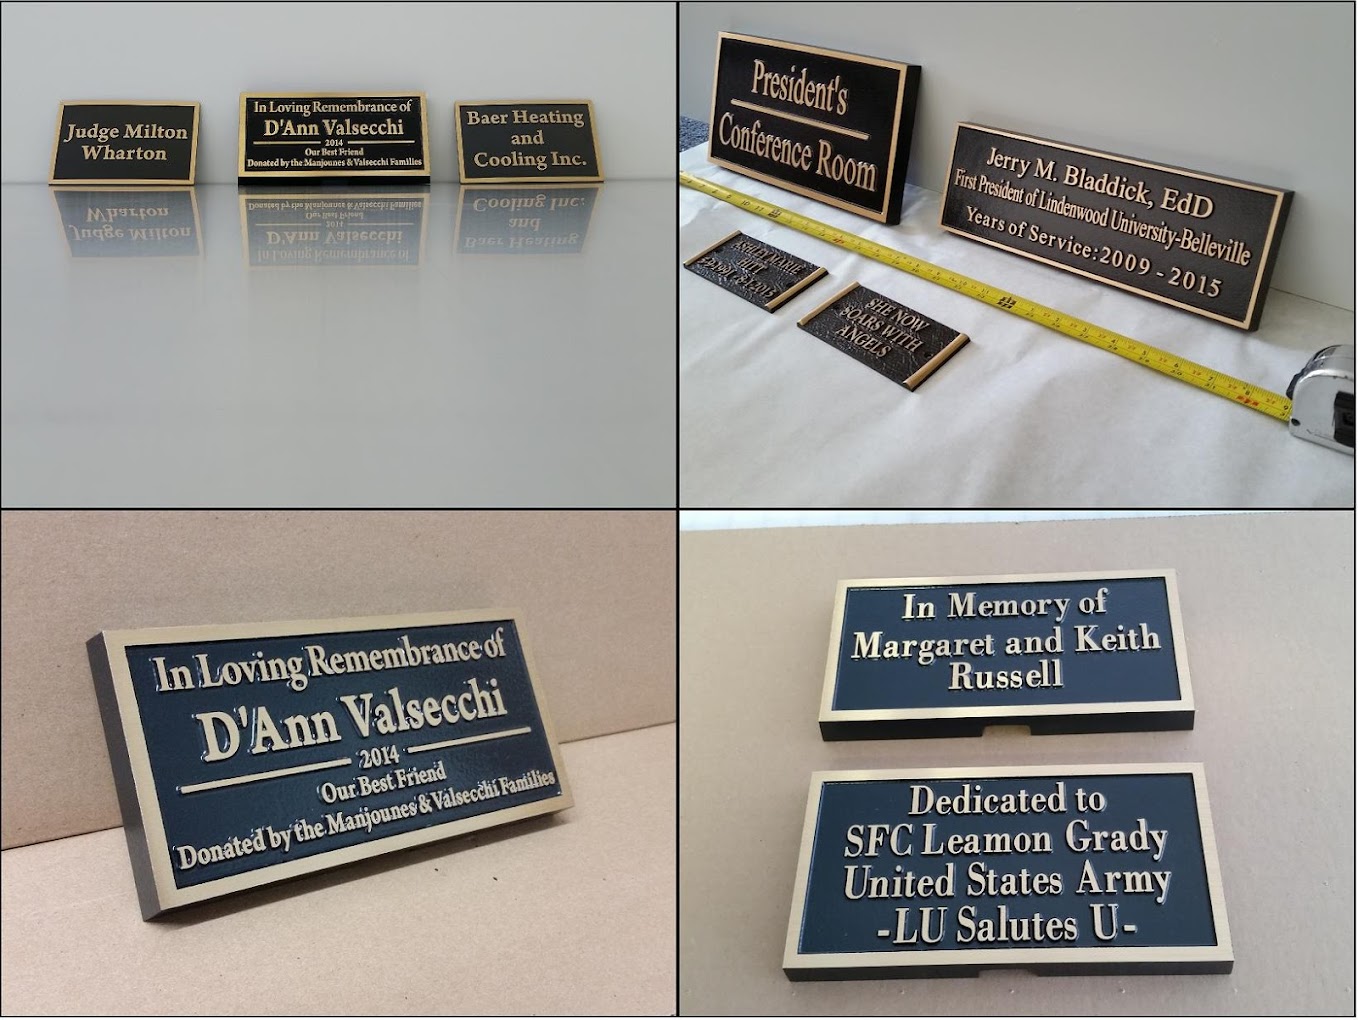 Judge Milton
Wharton
In Loving Remembrance of
D'Ann Valsecchi
2014
Our Best Friend
Donated by the Manjounes & Valsecchi Families
Baer Heating
and
Cooling Inc.
President's
Conference Room
Jerry M. Bladdick, EdD
First President of Lindenwood University-Belleville
Years of Service:2009 - 2015
ASHLEY MARIE
SHE NOW
SOARS WITH
ANGELS
In Loving Remembrance of
D'Ann Valsecchi
2014
Our Best Friend
Donated by the Manjounes & Valsecchi Families
In Memory of
Margaret and Keith
Russell
Dedicated to
SFC Leamon Grady
United States Army
-LU Salutes U-